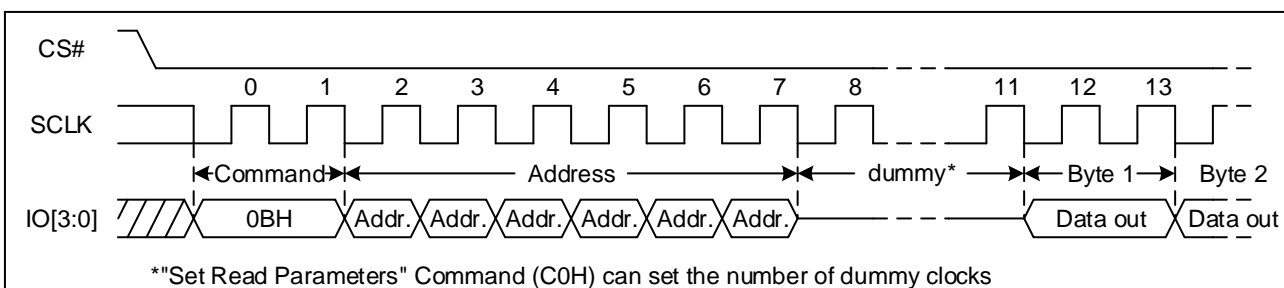 CS#
0 1 2 3 4 5 6 7 8 11 12 13
SCLK
Command Address dummy* Byte 1 Byte 2
IO[3:0] 0BH Addr. Addr. Addr. Addr. Addr. Addr. Data out Data out
*"Set Read Parameters" Command (C0H) can set the number of dummy clocks